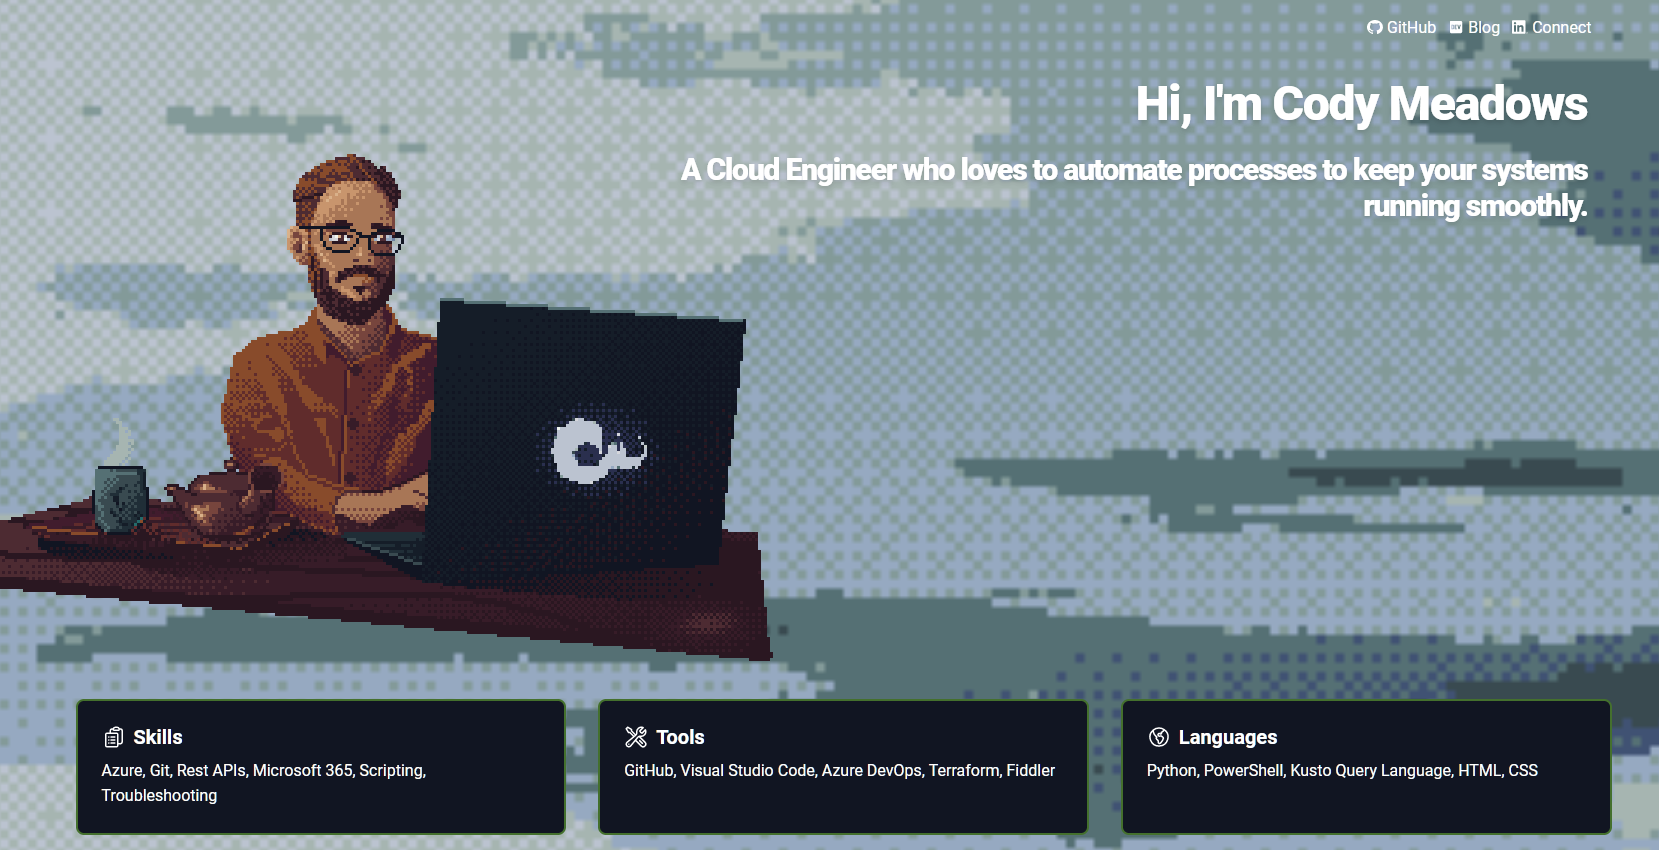 GitHub Blog Connect
Hi, I'm Cody Meadows
A Cloud Engineer who loves to automate processes to keep your systems
running smoothly.
Skills
Azure, Git, Rest APIs, Microsoft 365, Scripting,
Troubleshooting
Tools
GitHub, Visual Studio Code, Azure DevOps, Terraform, Fiddler
Languages
Python, PowerShell, Kusto Query Language, HTML, CSS